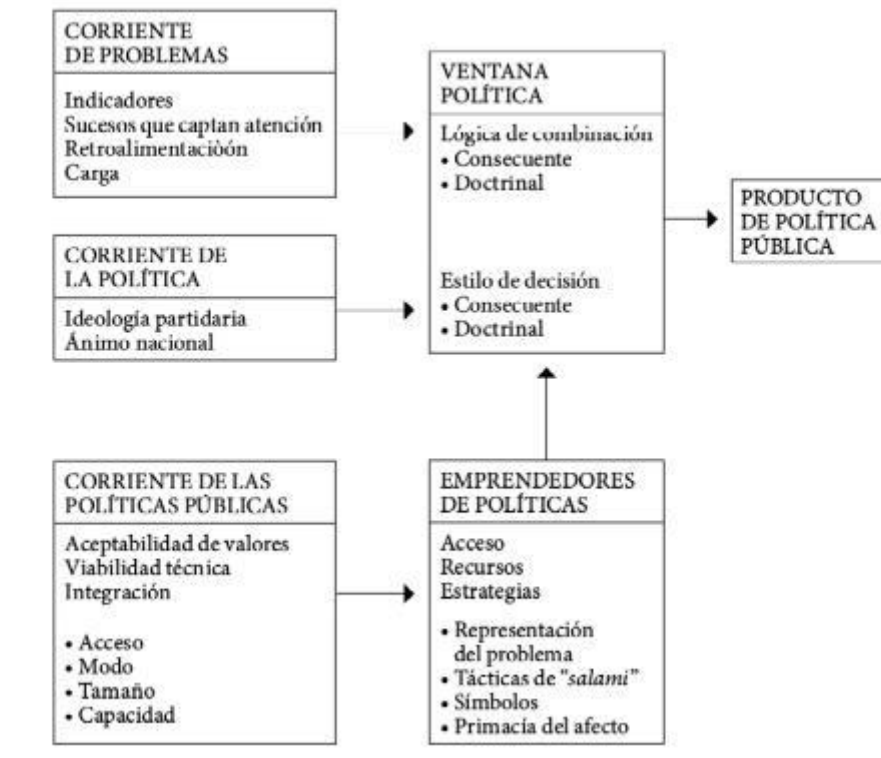 CORRIENTE
DE PROBLEMAS
Indicadores
Sucesos que captan atención
Retroalimentaciòón
Carga
CORRIENTE DE
LA POLÍTICA
Ideología partidaria
Ánimo nacional
CORRIENTE DE LAS
POLÍTICAS PÚBLICAS
Aceptabilidad de valores
Viabilidad técnica
Integración
• Acceso
• Modo
• Tamaño
• Capacidad
VENTANA
POLÍTICA
Lógica de combinación
• Consecuente
• Doctrinal
Estilo de decisión
• Consecuente
• Doctrinal
EMPRENDEDORES
DE POLÍTICAS
Acceso
Recursos
Estrategias
• Representación
del problema
• Tácticas de “salami”
• Símbolos
• Primacía del afecto
PRODUCTO
DE POLÍTICA
PÚBLICA